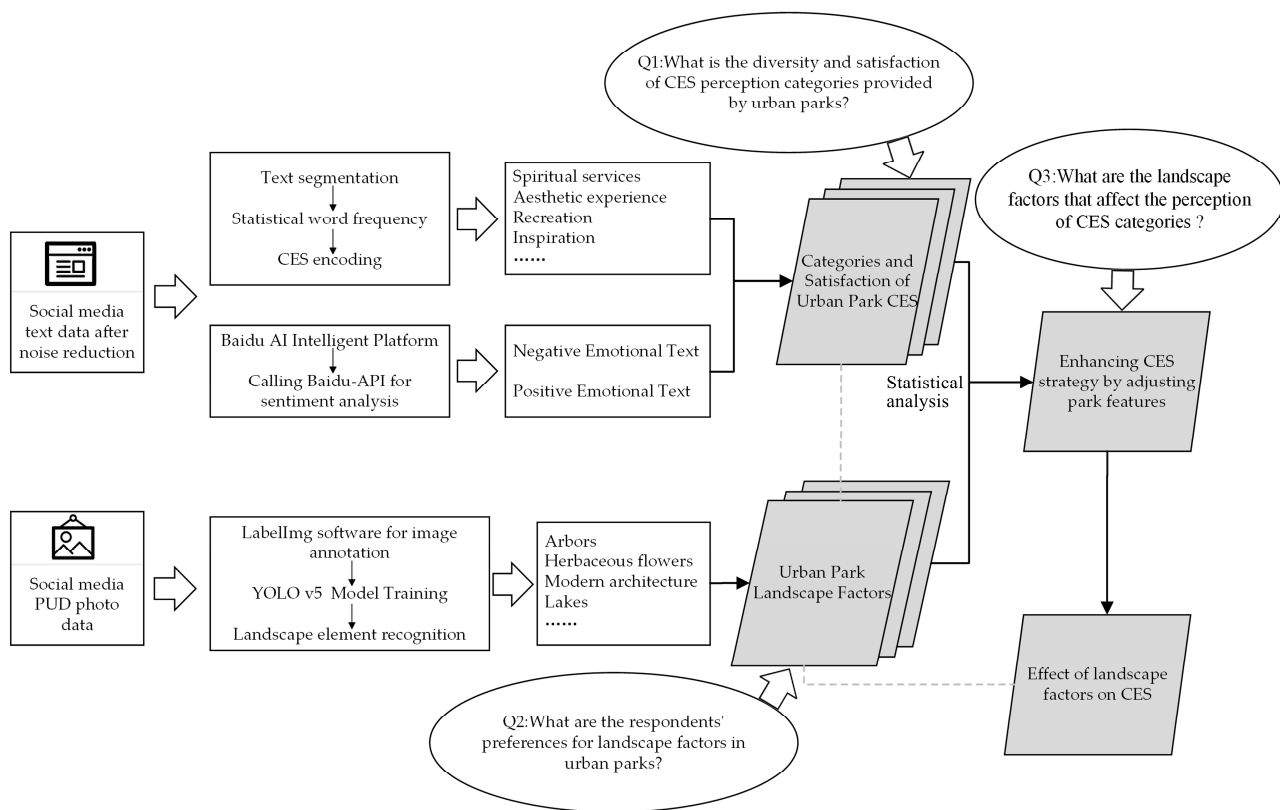 Q1:What is the diversity and satisfaction
of CES perception categories provided
by urban parks?
Q3:What are the landscape
factors that affect the perception
of CES categories ?
Social media
text data after
noise reduction
Text segmentation
Statistical word frequency
CES encoding
Spiritual services
Aesthetic experience
Recreation
Inspiration
......
Baidu AI Intelligent Platform
Calling Baidu-API for
sentiment analysis
Negative Emotional Text
Positive Emotional Text
Categories and
Satisfaction of
Urban Park CES
Statistical
analysis
Enhancing CES
strategy by adjusting
park features
Social media
PUD photo
data
LabelImg software for image
annotation
YOLO v5 Model Training
Landscape element recognition
Arbors
Herbaceous flowers
Modern architecture
Lakes
......
Urban Park
Landscape Factors
Effect of landscape
factors on CES
Q2:What are the respondents'
preferences for landscape factors in
urban parks?